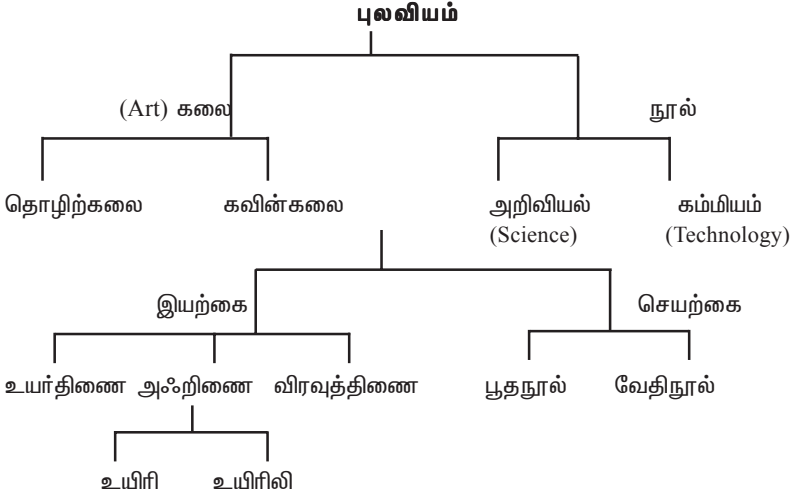 புலவியம்
(Art) கலை நூல்
தொழிற்கலை கவின்கலை அறிவியல் கம்மியம்
(Science) (Technology)
இயற்கை செயற்கை
உயர்திணை அஃறிணை விரவுத்திணை பூதநூல் வேதிநூல்
உயிரி உயிரிலி